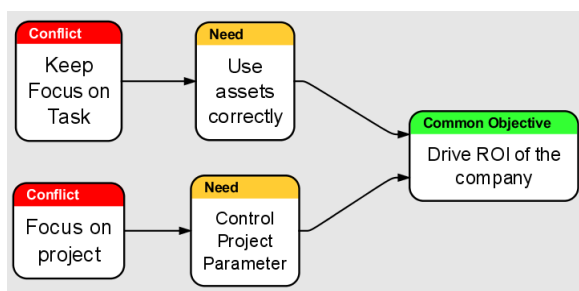 Conflict
Keep
Focus on
Task
Need
Use
assets
correctly
Common Objective
Drive ROI of the
company
Conflict
Focus on
project
Need
Control
Project
Parameter